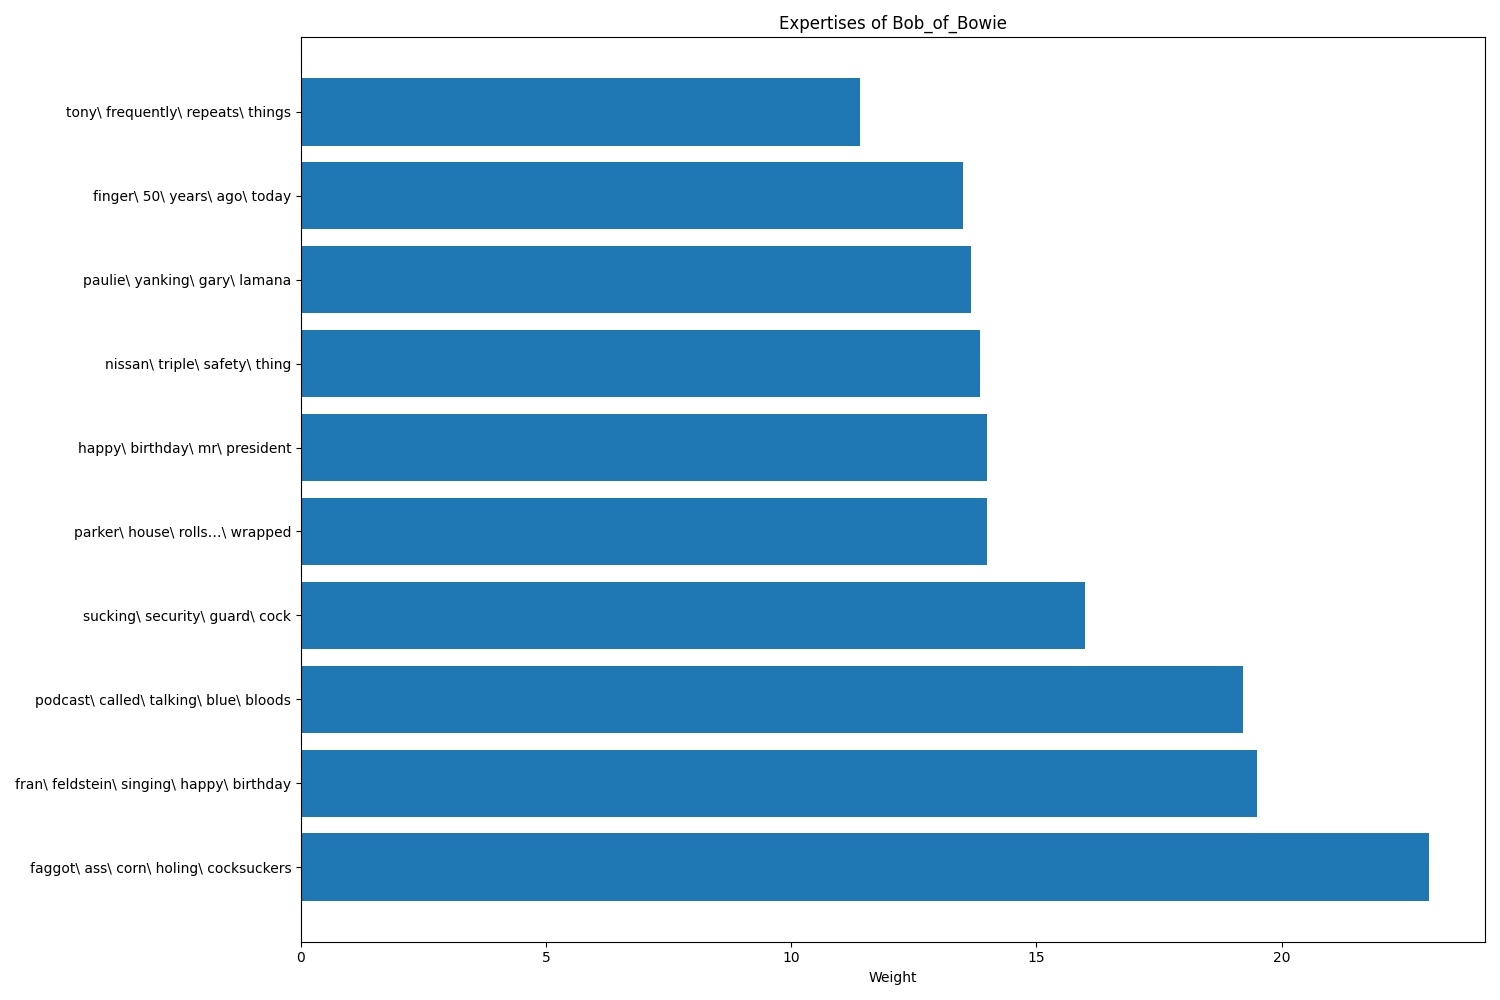 Expertises of Bob_of_Bowie
tony\ frequently\ repeats\ things
finger\ 50\ years\ ago\ today
paulie\ yanking\ gary\ lamana
nissan\ triple\ safety\ thing
happy\ birthday\ mr\ president
parker\ house\ rolls…\ wrapped
sucking\ security\ guard\ cock
podcast\ called\ talking\ blue\ bloods
fran\ feldstein\ singing\ happy\ birthday
faggot\ ass\ corn\ holing\ cocksuckers
0 5 10 15 20
Weight